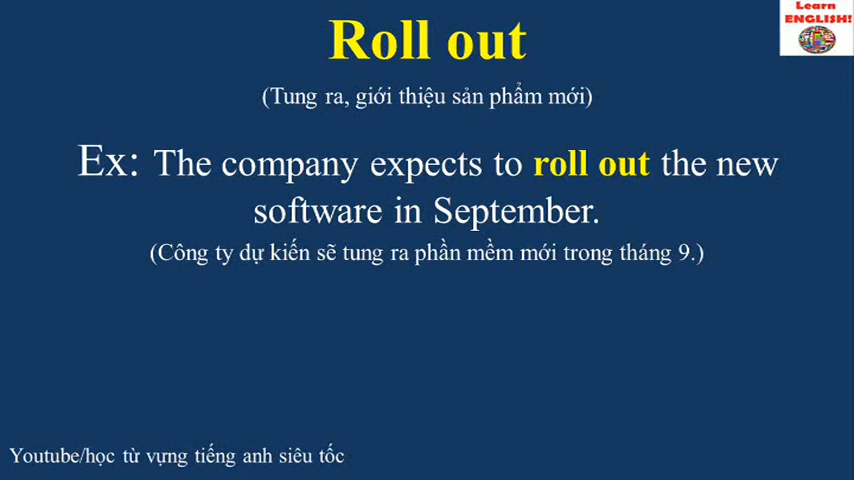 Learn
ENGLISH!
Roll out
(Tung ra, giới thiệu sản phẩm mới)
Ex: The company expects to roll out the new
software in September.
(Công ty dự kiến sẽ tung ra phần mềm mới trong tháng 9.)
Youtube/học từ vựng tiếng anh siêu tốc